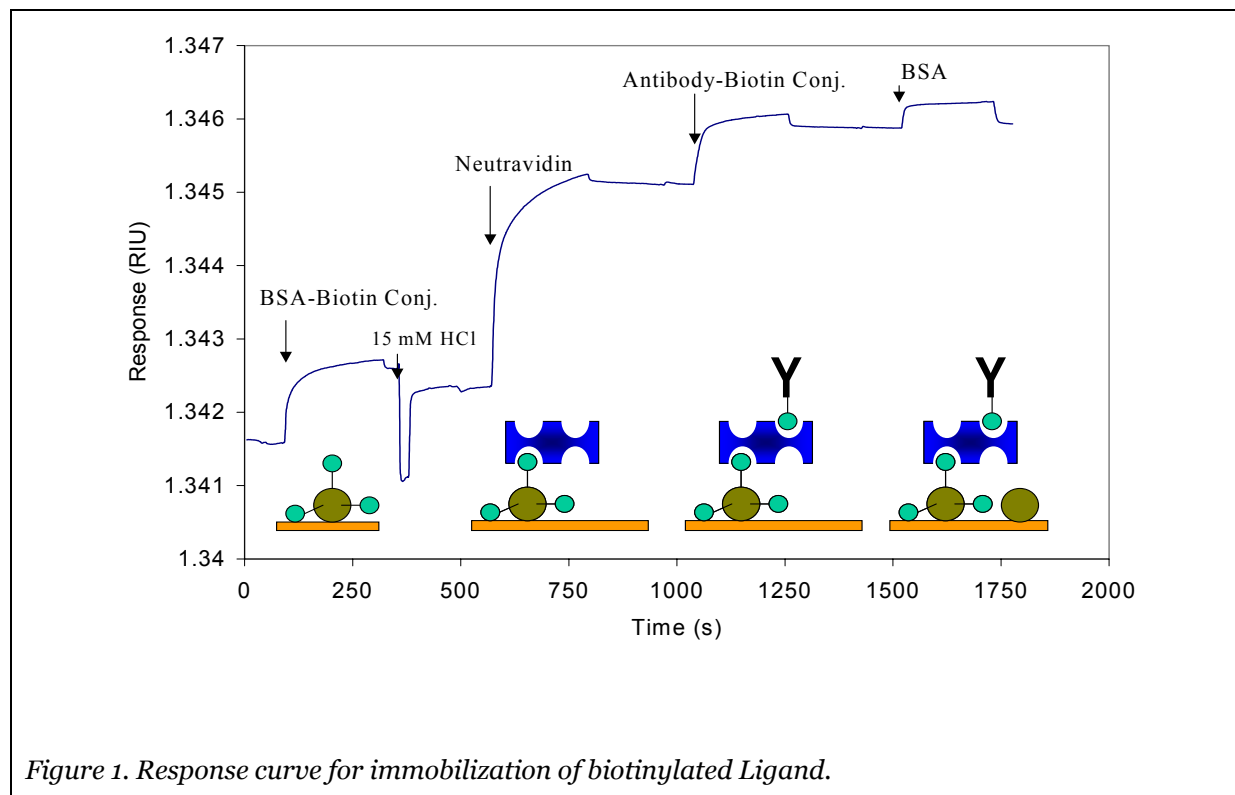 1.347
1.346
1.345
1.344
1.343
1.342
1.341
1.34
Response (RIU)
BSA-Biotin Conj.
15 mM HCl
Neutravidin
Antibody-Biotin Conj.
BSA
Y
Y
0
250
500
750
1000
1250
1500
1750
2000
Time (s)
Figure 1. Response curve for immobilization of biotinylated Ligand.